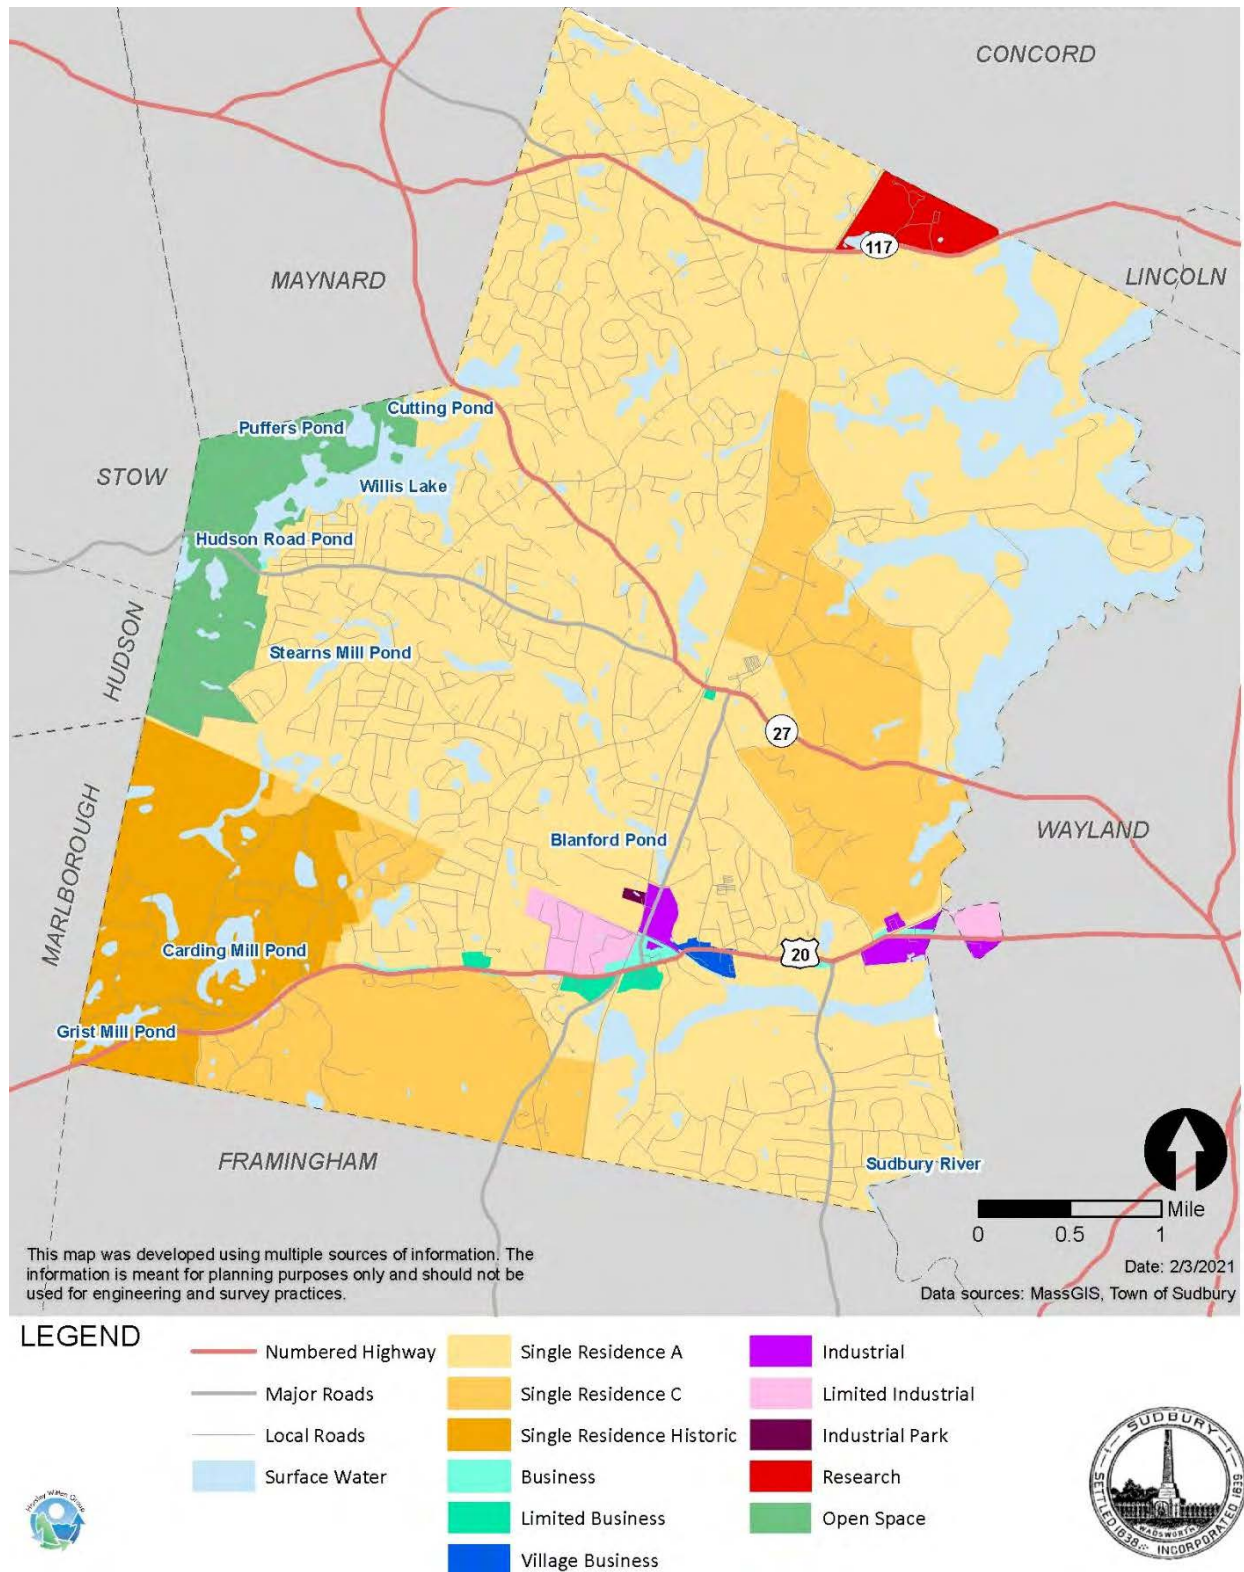 CONCORD
117
LINCOLN
MAYNARD
Cutting Pond
Puffers Pond
STOW
Willis Lake
Hudson Road Pond
HUDSON
Stearns Mill Pond
27
MARLBOROUGH
WAYLAND
Blanford Pond
Carding Mill Pond
20
Grist Mill Pond
FRAMINGHAM
Sudbury River
Mile
0 0.5 1
This map was developed using multiple sources of information. The
information is meant for planning purposes only and should not be
used for engineering and survey practices.
Date: 2/3/2021
Data sources: MassGIS, Town of Sudbury
LEGEND
Numbered Highway
Major Roads
Local Roads
Surface Water
Single Residence A
Single Residence C
Single Residence Historic
Business
Limited Business
Village Business
Industrial
Limited Industrial
Industrial Park
Research
Open Space
Horsley Witten Group
SUDBURY
SETTLED 1638
INCORPORATED 1639
WADSWORTH